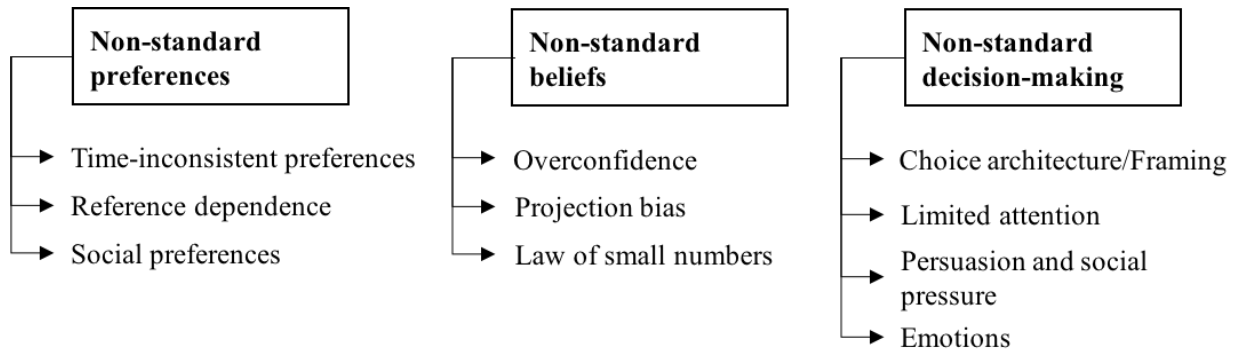 Non-standard
preferences
Time-inconsistent preferences
Reference dependence
Social preferences
Non-standard
beliefs
Overconfidence
Projection bias
Law of small numbers
Non-standard
decision-making
Choice architecture/Framing
Limited attention
Persuasion and social
pressure
Emotions